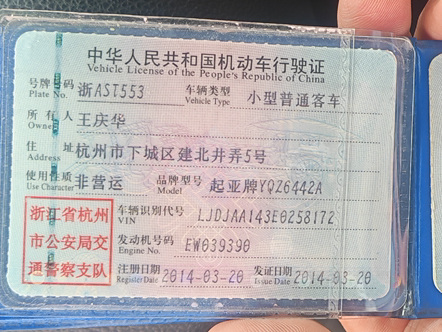 中华人民共和国机动车行驶证
Vehicle License of the People's Republic of China
号牌号码 浙AST553 车辆类型 小型普通客车
Plate No. Vehicle Type
所有人 王庆华
Owner
住址 杭州市下城区建北井弄5号
Address
使用性质 非营运 品牌型号 起亚牌YQZ6442A
Use Character
浙江省杭州
市公安局交
通警察支队
车辆识别代号 LJDJAA143E0258172
VIN
发动机号码 EW039390
Engine No.
注册日期 2014-03-20 发证日期 2014-03-20
Register Date Issue Date